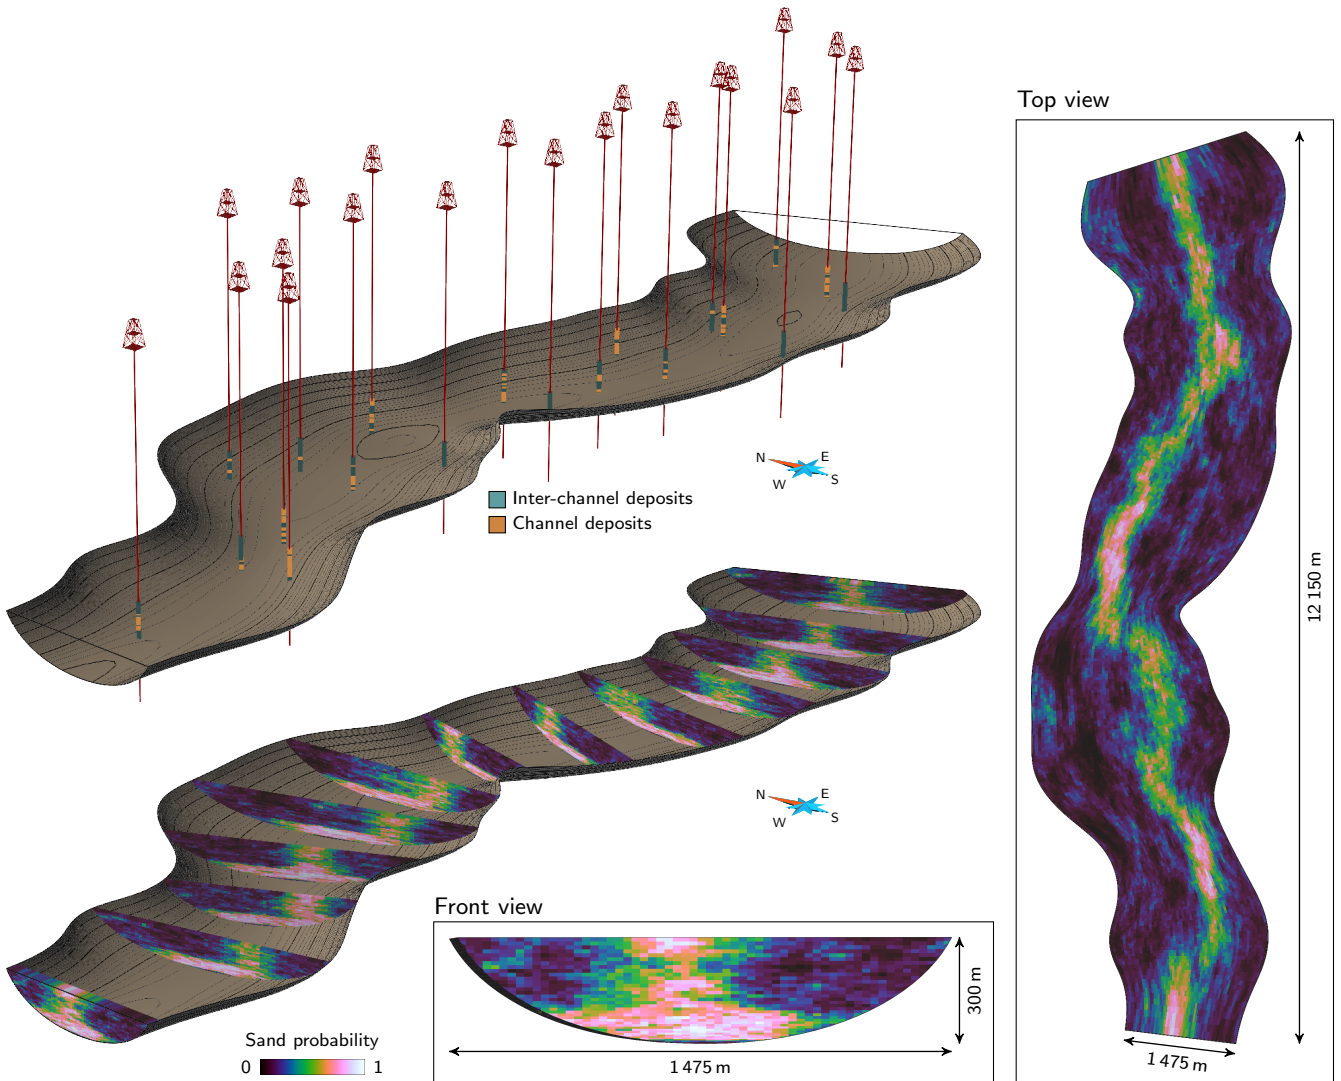 Top view
N
E
W
S
Inter-channel deposits
Channel deposits
12 150 m
N
E
W
S
Front view
300 m
Sand probability
0
1
1 475 m
1 475 m